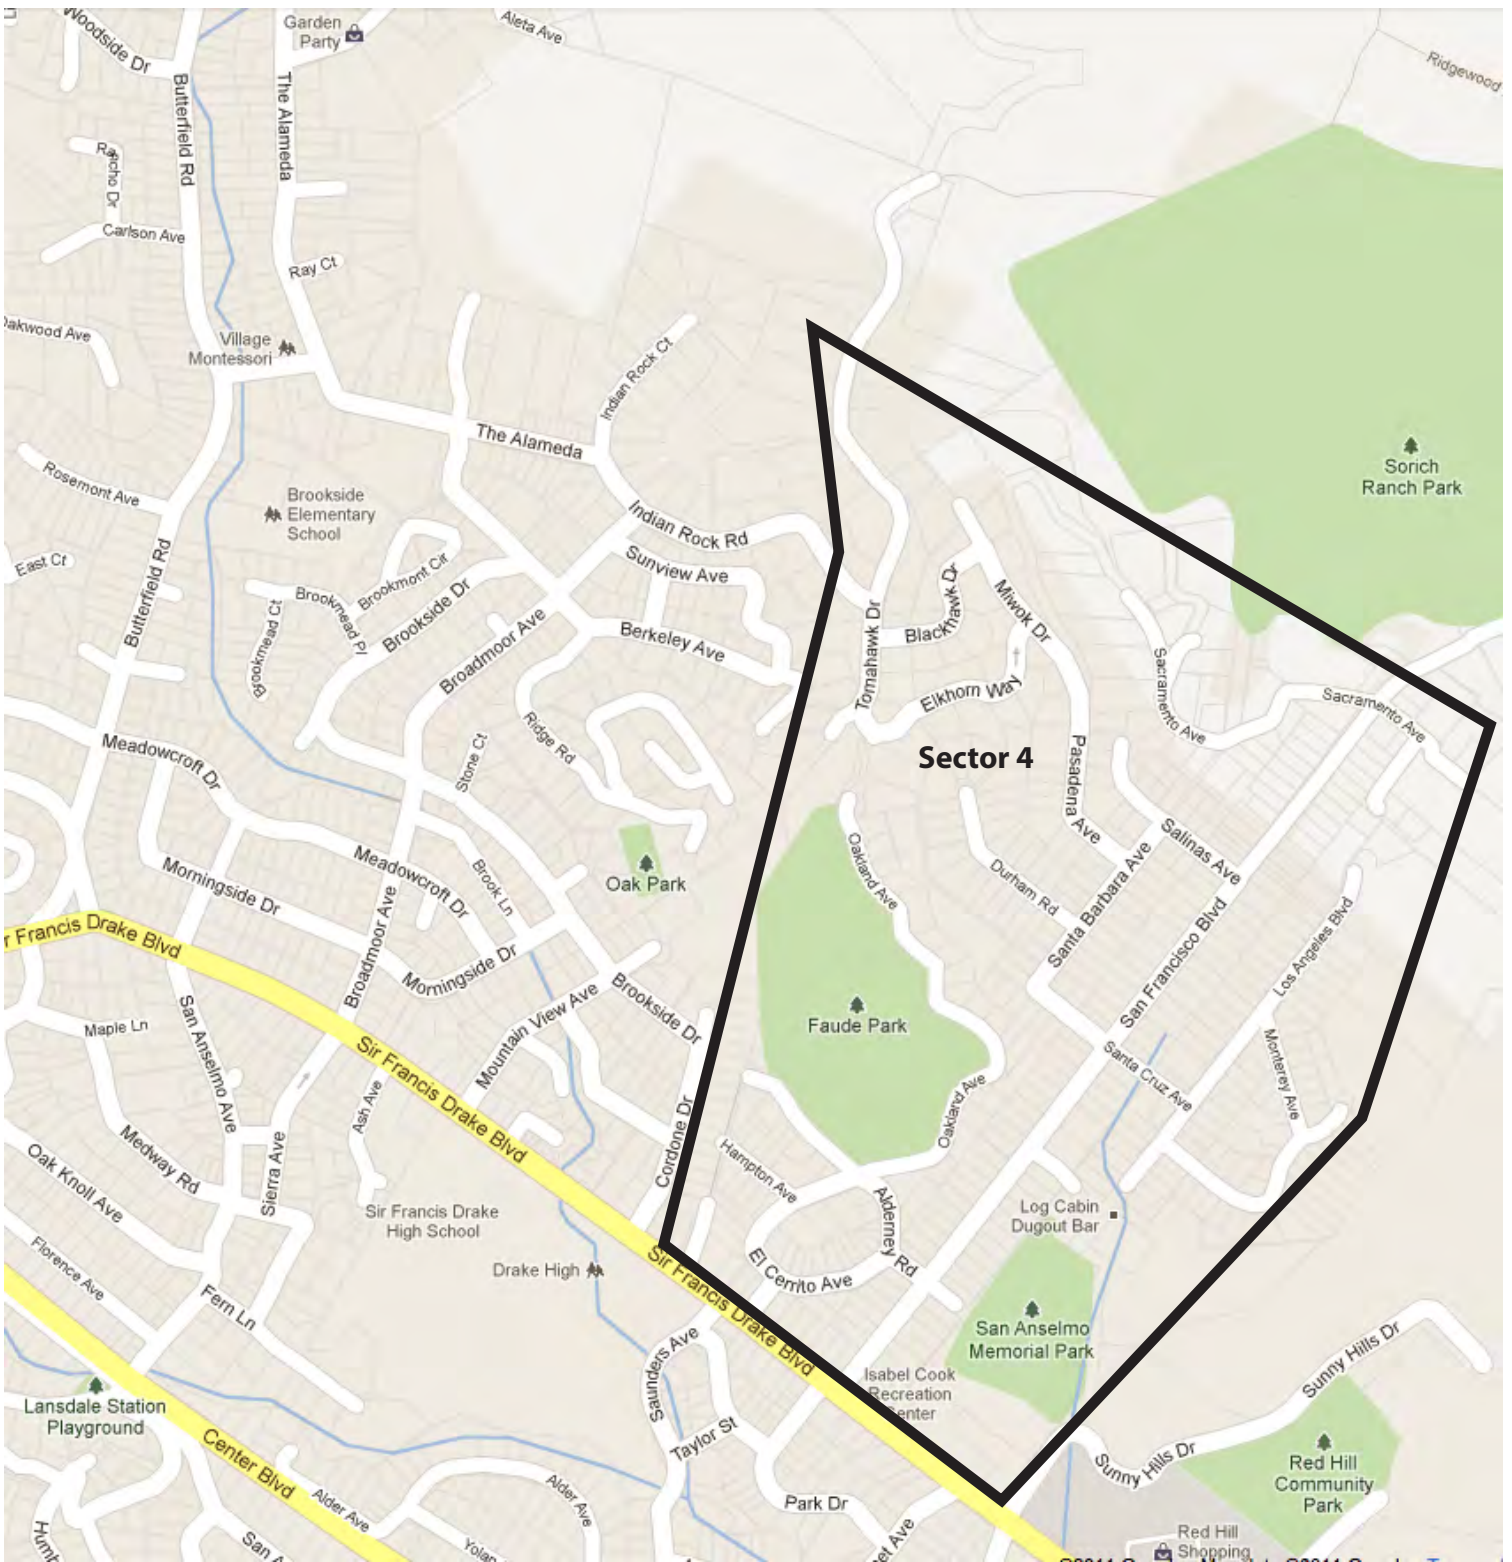 Woodside Dr
Garden
Party
Aleta Ave
Ridgewood
Butterfield Rd
The Alameda
Rancho Dr
Carlson Ave
Ray Ct
Oakwood Ave
Village
Montessori
Indian Rock Ct
The Alameda
Rosemont Ave
Brookside
Elementary
School
Sorich
Ranch Park
Indian Rock Rd
East Ct
Butterfield Rd
Sunview Ave
Brookmont Cir
Brookmead Pl
Brookmead Ct
Brookside Dr
Broadmoor Ave
Berkeley Ave
Tomahawk Dr
Blackhawk Dr
Miwok Dr
Elkhorn Way
Sacramento Ave
Sacramento Ave
Ridge Rd
Stone Ct
Meadowcroft Dr
Sector 4
Pasadena Ave
Salinas Ave
Santa Barbara Ave
Oakland Ave
Durham Rd
Oak Park
Meadowcroft Dr
Brook Ln
Morningside Dr
Broadmoor Ave
Morningside Dr
r Francis Drake Blvd
San Francisco Blvd
Los Angeles Blvd
Faude Park
Brookside Dr
Mountain View Ave
Maple Ln
San Anselmo Ave
Sir Francis Drake Blvd
Ash Ave
Santa Cruz Ave
Monterey Ave
Oakland Ave
Cordone Dr
Hampton Ave
Medway Rd
Oak Knoll Ave
Sierra Ave
Sir Francis Drake
High School
Alderney Rd
Log Cabin
Dugout Bar
Florence Ave
Drake High
El Cerrito Ave
Sir Francis Drake Blvd
Fern Ln
San Anselmo
Memorial Park
Saunders Ave
Isabel Cook
Recreation
Center
Sunny Hills Dr
Lansdale Station
Playground
Taylor St
Center Blvd
Sunny Hills Dr
Red Hill
Community
Park
Alder Ave
Alder Ave
Park Dr
Humb
San A
Yolan
et Ave
Red Hill
Shopping